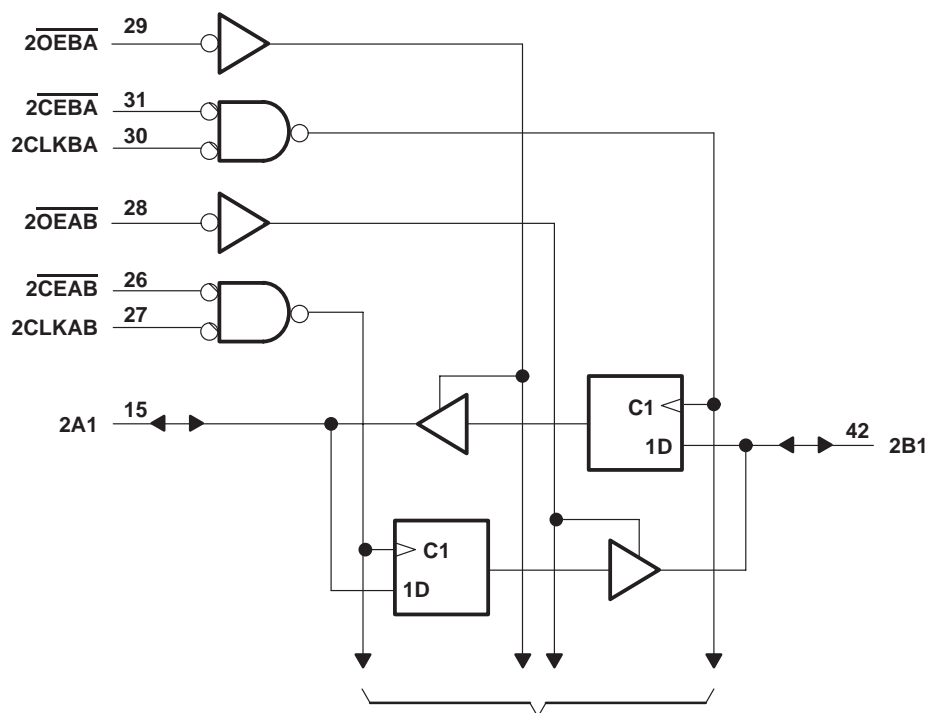 2OEBA 29
2CEBA 31
2CLKBA 30
2OEAB 28
2CEAB 26
2CLKAB 27
2A1 15
C1
1D
42 2B1
C1
1D